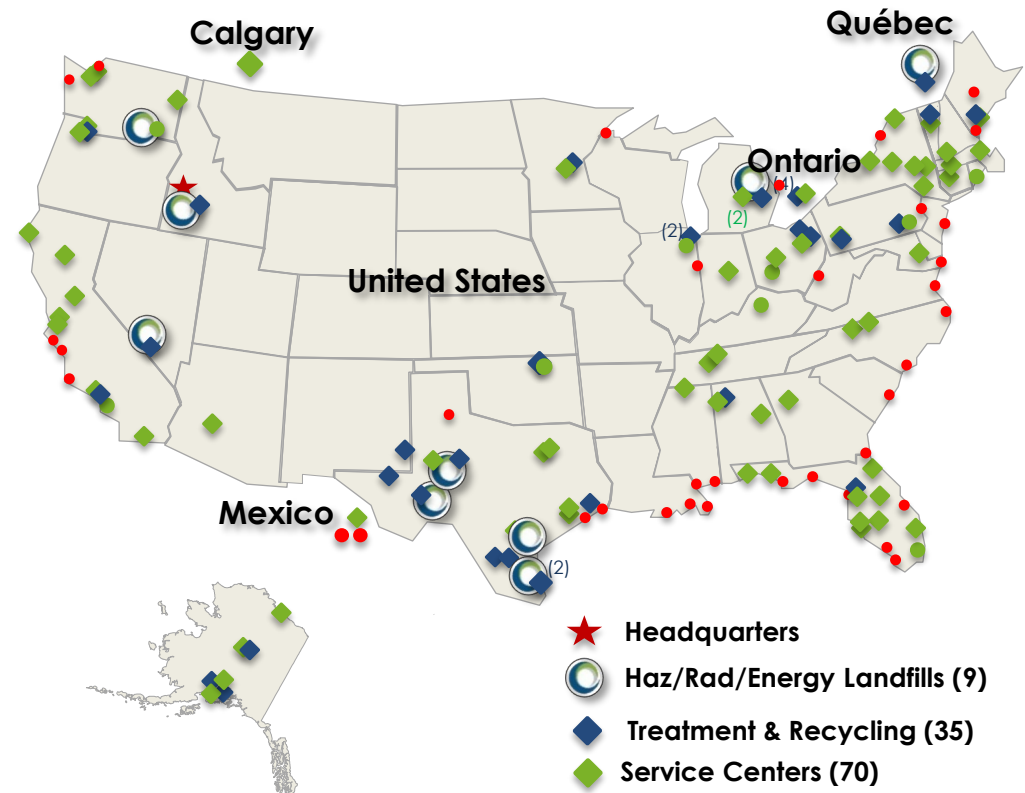 Québec
Calgary
Ontario
(4)
(2)
(2)
United States
Mexico
(2)
Headquarters
Haz/Rad/Energy Landfills (9)
Treatment & Recycling (35)
Service Centers (70)